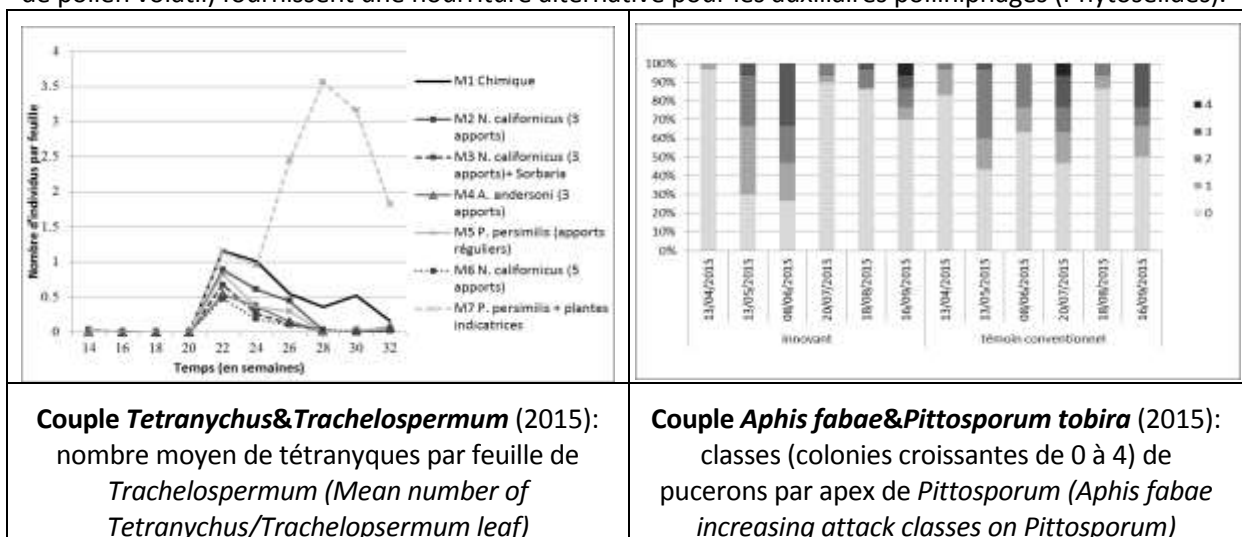 de pollen volatil) fournissent une nourriture alternative pour les auxiliaires polliniphages (Phytoséïdes).
4
3.5
3
2.5
2
1.5
1
0.5
0
Nombre d'individus par feuille
14 16 18 20 22 24 26 28 30 32
Temps (en semaines)
M1 Chimique
M2 N. californicus (3
apports)
M3 N. californicus (3
apports)+ Sorbaria
M4 A. andersoni (3
apports)
M5 P. persimilis (apports
réguliers)
M6 N. californicus (5
apports)
M7 P. persimilis + plantes
indicatrices
100%
90%
80%
70%
60%
50%
40%
30%
20%
10%
0%
13/04/2015
13/05/2015
08/06/2015
20/07/2015
18/08/2015
16/09/2015
13/04/2015
13/05/2015
08/06/2015
20/07/2015
18/08/2015
16/09/2015
innovant
témoin conventionnel
4
3
2
1
0
Couple Tetranychus&Trachelospermum (2015):
nombre moyen de tétranyques par feuille de
Trachelospermum (Mean number of
Tetranychus/Trachelopsermum leaf)
Couple Aphis fabae&Pittosporum tobira (2015):
classes (colonies croissantes de 0 à 4) de
pucerons par apex de Pittosporum (Aphis fabae
increasing attack classes on Pittosporum)